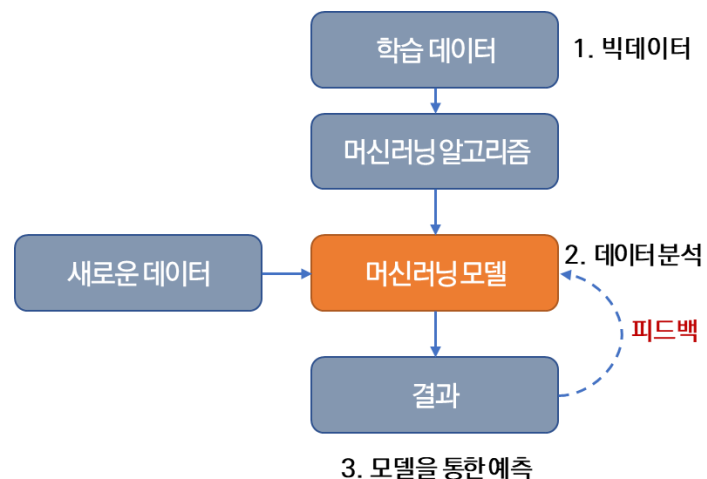 학습 데이터
1. 빅데이터
머신러닝 알고리즘
새로운 데이터
머신러닝 모델
2. 데이터 분석
피드백
결과
3. 모델을 통한 예측